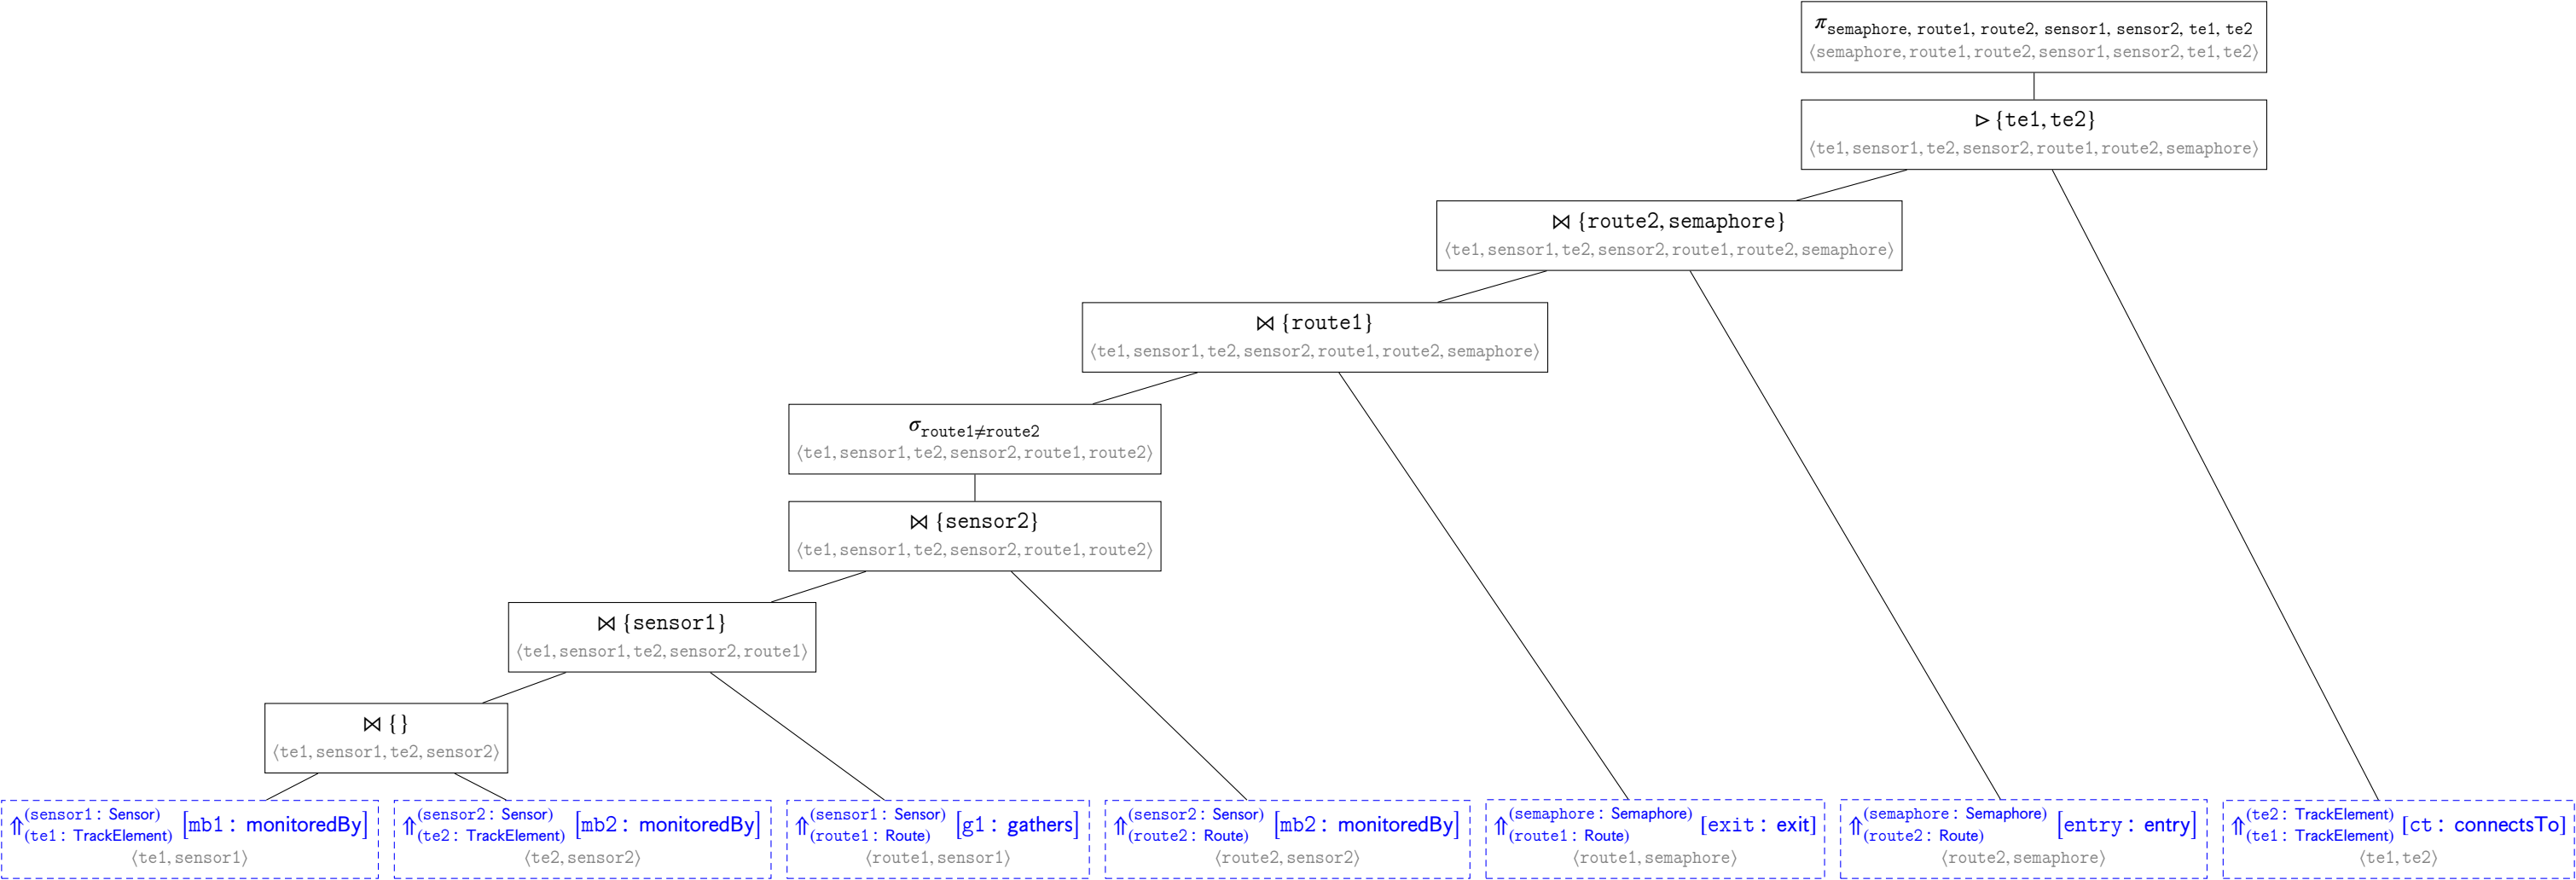 π semaphore, route1, route2, sensor1, sensor2, te1, te2
⟨semaphore, route1, route2, sensor1, sensor2, te1, te2⟩
▷ {te1, te2}
⟨te1, sensor1, te2, sensor2, route1, route2, semaphore⟩
⋈ {route2, semaphore}
⟨te1, sensor1, te2, sensor2, route1, route2, semaphore⟩
⋈ {route1}
⟨te1, sensor1, te2, sensor2, route1, route2, semaphore⟩
σ route1≠route2
⟨te1, sensor1, te2, sensor2, route1, route2⟩
⋈ {sensor2}
⟨te1, sensor1, te2, sensor2, route1, route2⟩
⋈ {sensor1}
⟨te1, sensor1, te2, sensor2, route1⟩
⋈ {}
⟨te1, sensor1, te2, sensor2⟩
⇑ (sensor1: Sensor) (te1: TrackElement) [mb1: monitoredBy]
⟨te1, sensor1⟩
⇑ (sensor2: Sensor) (te2: TrackElement) [mb2: monitoredBy]
⟨te2, sensor2⟩
⇑ (sensor1: Sensor) (route1: Route) [g1: gathers]
⟨route1, sensor1⟩
⇑ (sensor2: Sensor) (route2: Route) [mb2: monitoredBy]
⟨route2, sensor2⟩
⇑ (semaphore: Semaphore) (route1: Route) [exit: exit]
⟨route1, semaphore⟩
⇑ (semaphore: Semaphore) (route2: Route) [entry: entry]
⟨route2, semaphore⟩
⇑ (te2: TrackElement) (te1: TrackElement) [ct: connectsTo]
⟨te1, te2⟩